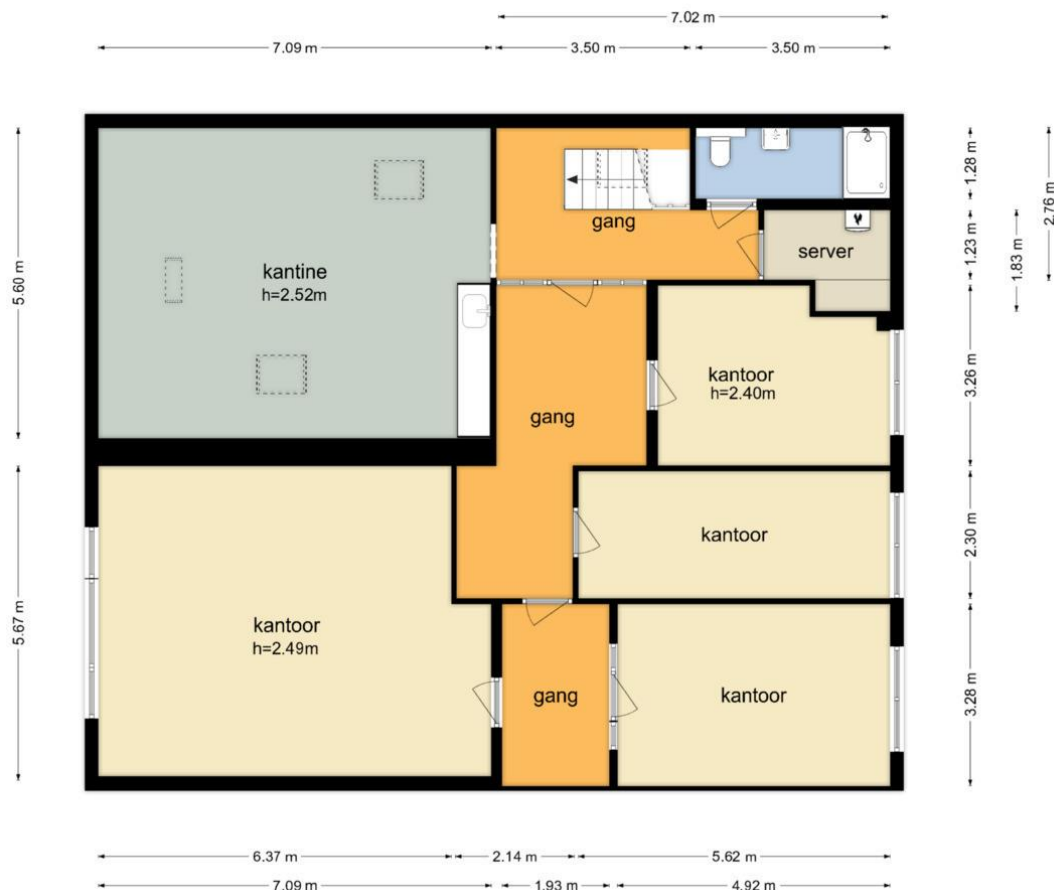 7.02 m
7.09 m
3.50 m
3.50 m
5.60 m
1.28 m
2.76 m
1.23 m
1.83 m
gang
server
kantine
h=2.52m
kantoor
h=2.40m
3.26 m
gang
kantoor
2.30 m
kantoor
h=2.49m
5.67 m
gang
kantoor
3.28 m
6.37 m
2.14 m
5.62 m
7.09 m
1.93 m
4.92 m